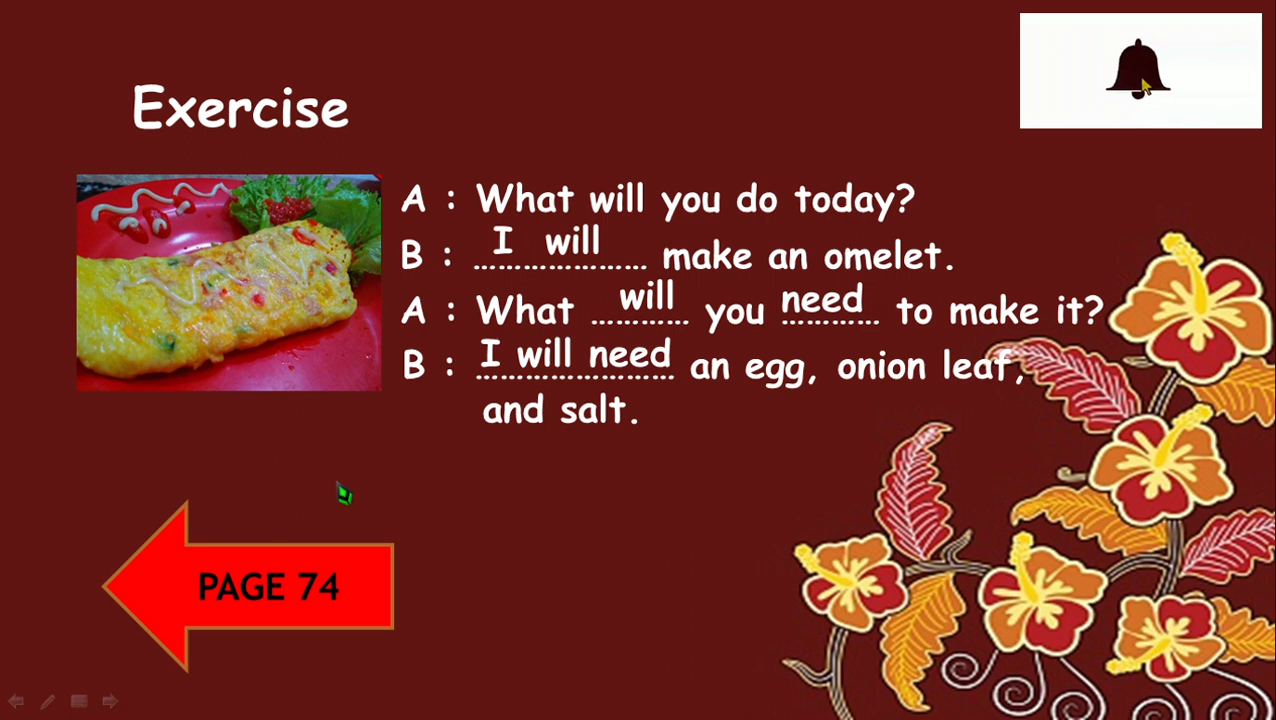 Exercise
A : What will you do today?
B : I will make an omelet.
A : What will you need to make it?
B : I will need an egg, onion leaf,
and salt.
PAGE 74